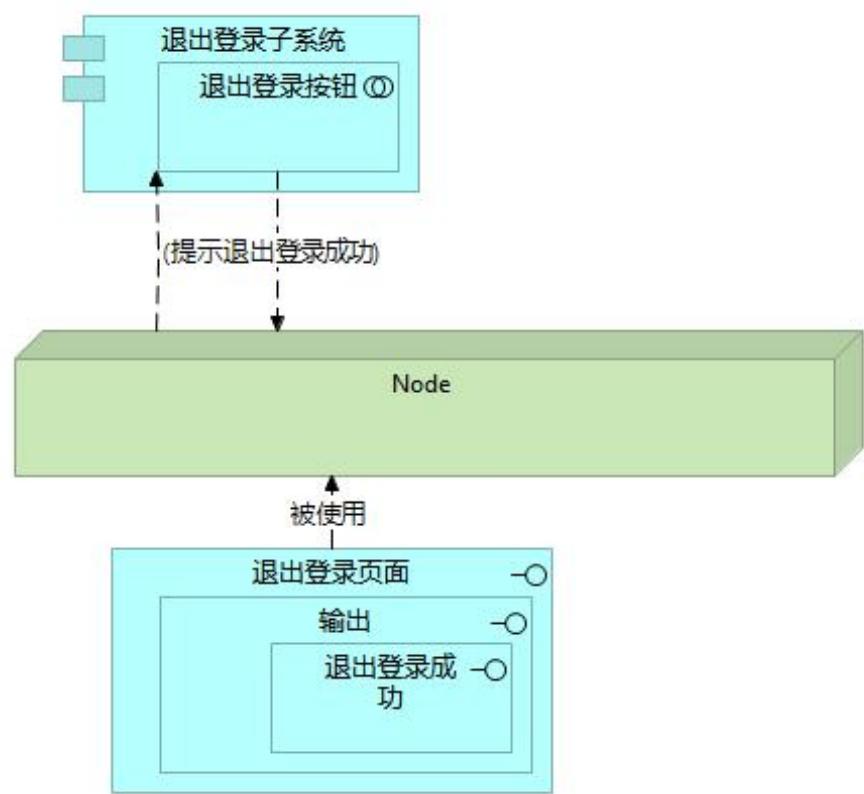 退出登录子系统
退出登录按钮
(提示退出登录成功)
Node
被使用
退出登录页面
输出
退出登录成
功